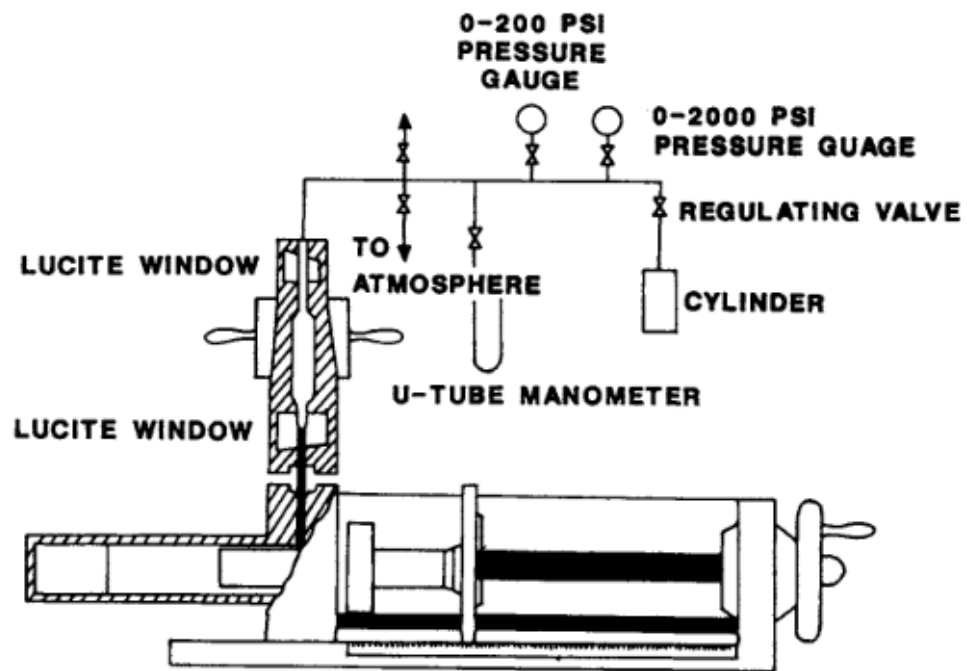 0-200 PSI
PRESSURE
GAUGE
0-2000 PSI
PRESSURE GUAGE
REGULATING VALVE
TO
ATMOSPHERE
LUCITE WINDOW
CYLINDER
U-TUBE MANOMETER
LUCITE WINDOW